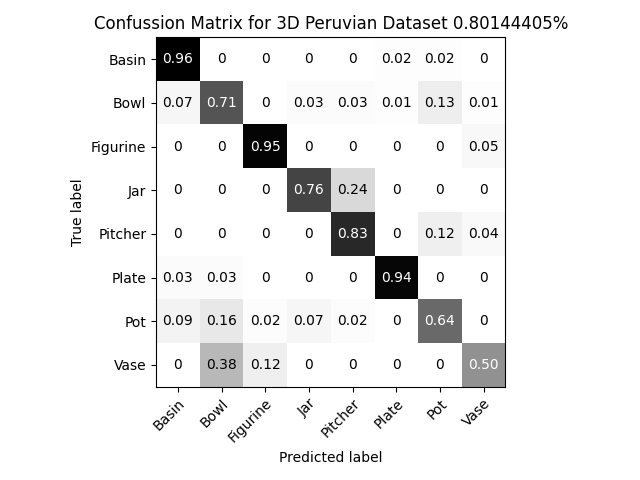 Confussion Matrix for 3D Peruvian Dataset 0.80144405%
Basin 0.96 0 0 0 0 0.02 0.02 0
Bowl 0.07 0.71 0 0.03 0.03 0.01 0.13 0.01
Figurine 0 0 0.95 0 0 0 0 0.05
Jar 0 0 0 0.76 0.24 0 0 0
Pitcher 0 0 0 0 0.83 0 0.12 0.04
Plate 0.03 0.03 0 0 0 0.94 0 0
Pot 0.09 0.16 0.02 0.07 0.02 0 0.64 0
Vase 0 0.38 0.12 0 0 0 0 0.50
True label
Basin Bowl Figurine Jar Pitcher Plate Pot Vase
Predicted label